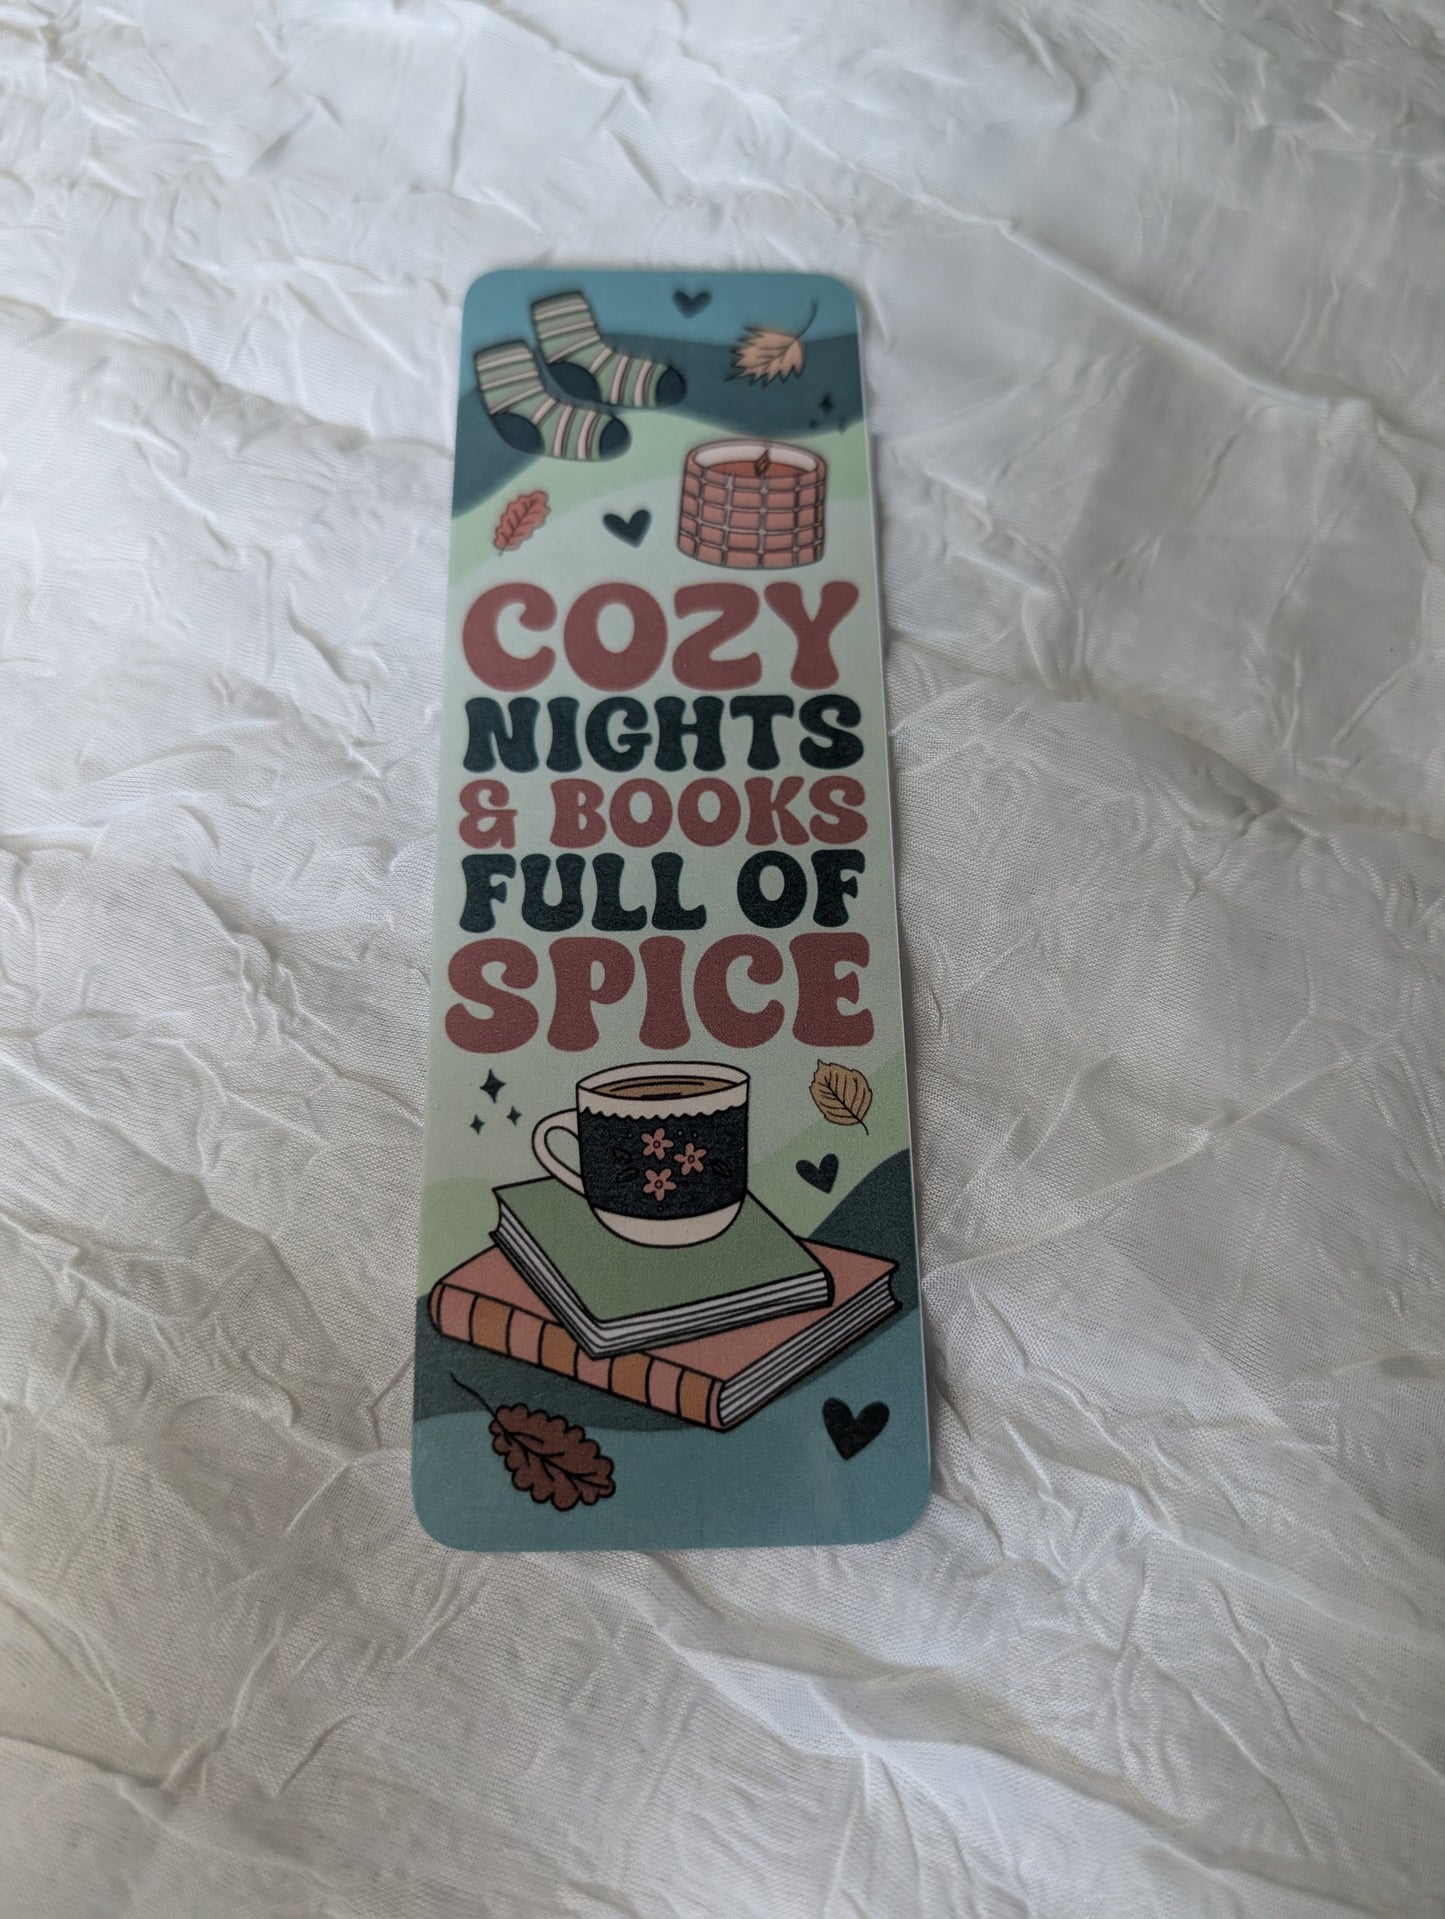 COZY
NIGHTS
& BOOKS
FULL OF
SPICE